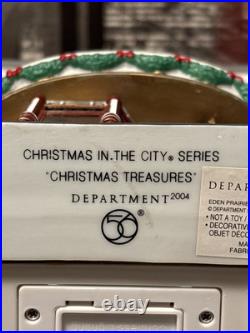 CHRISTMAS IN THE CITY® SERIES
"CHRISTMAS TREASURES"
DEPARTMENT 2004
56®
DEPAR
EDEN PRAIRIE
© DEPARTMENT
• NOT A TOY /
• DECORATIVE
OBJET DÉCO
MA
FABR